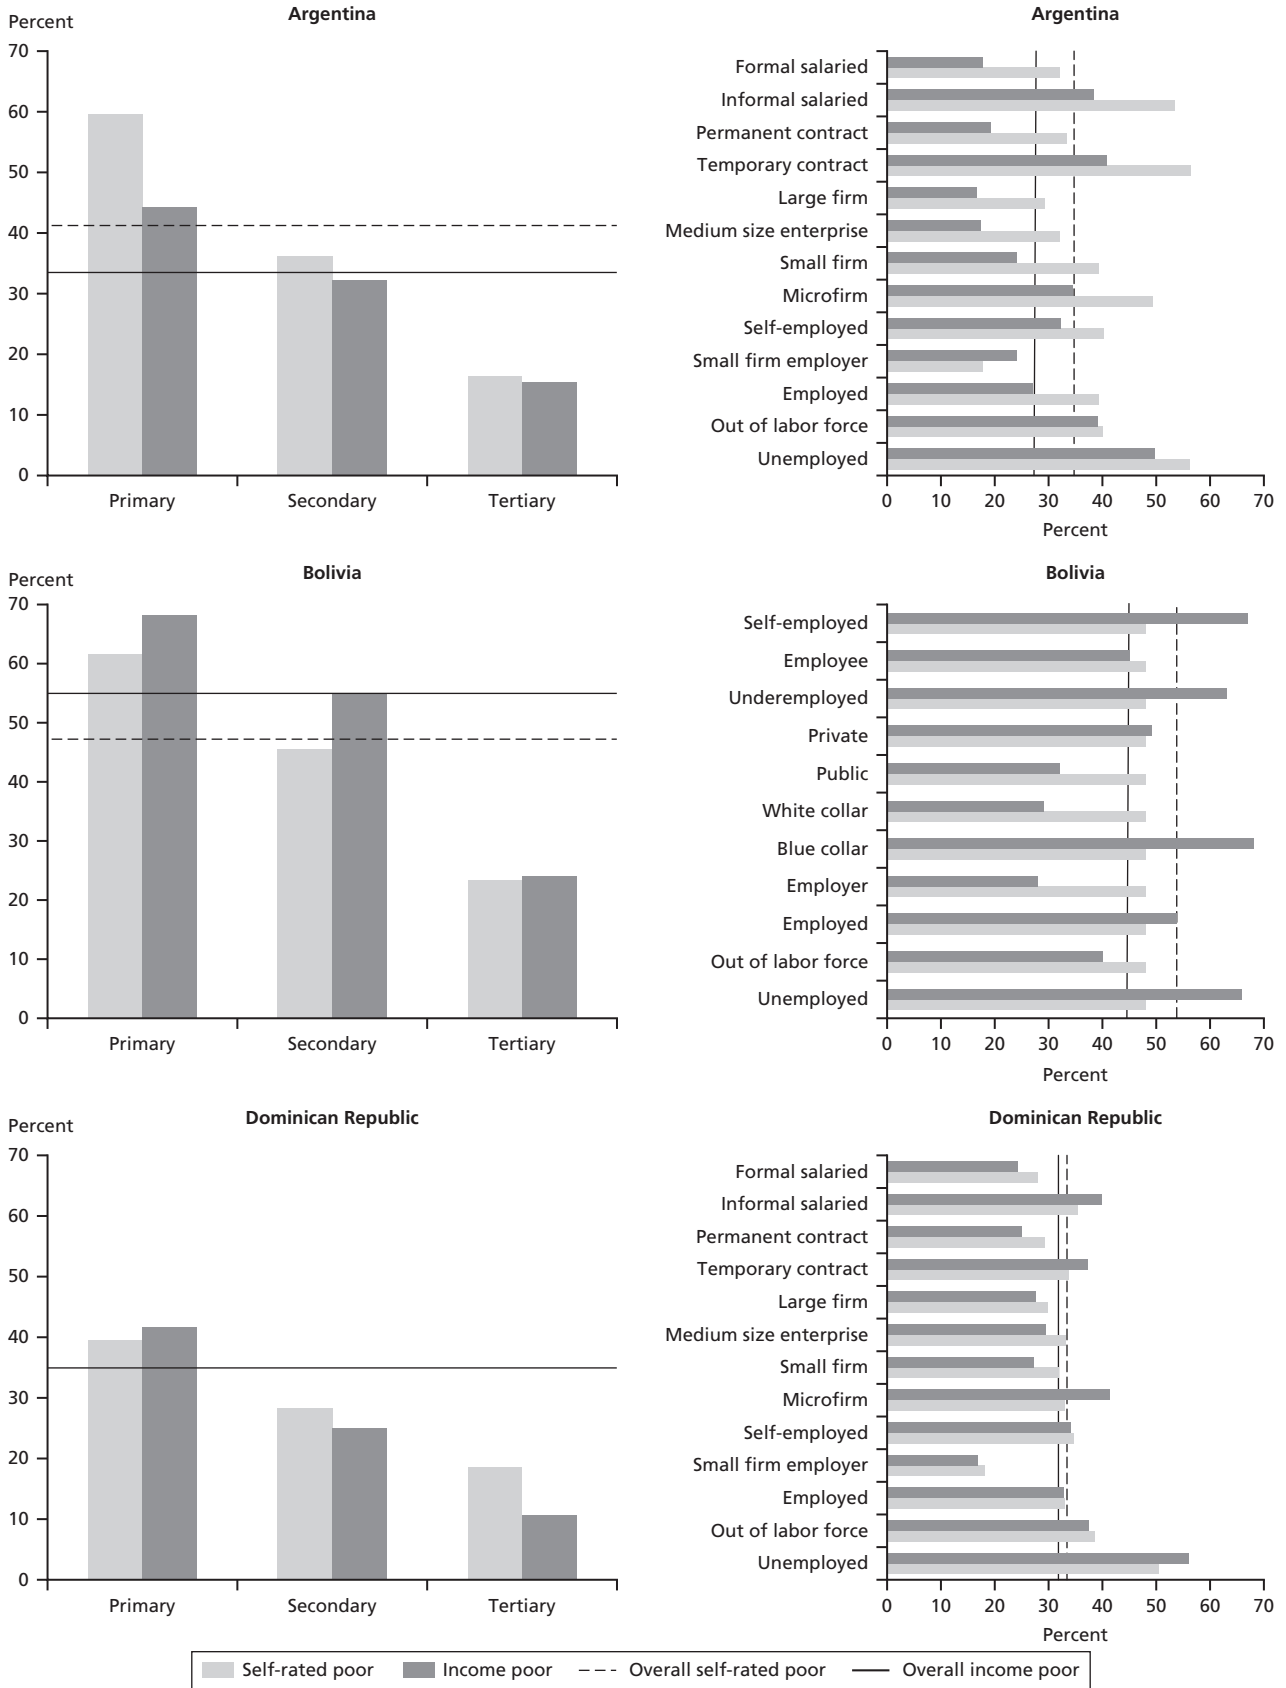 Argentina
Percent
70
60
50
40
30
20
10
0
Primary Secondary Tertiary
Argentina
Formal salaried
Informal salaried
Permanent contract
Temporary contract
Large firm
Medium size enterprise
Small firm
Microfirm
Self-employed
Small firm employer
Employed
Out of labor force
Unemployed
0 10 20 30 40 50 60 70
Percent
Bolivia
Percent
70
60
50
40
30
20
10
0
Primary Secondary Tertiary
Bolivia
Self-employed
Employee
Underemployed
Private
Public
White collar
Blue collar
Employer
Employed
Out of labor force
Unemployed
0 10 20 30 40 50 60 70
Percent
Dominican Republic
Percent
70
60
50
40
30
20
10
0
Primary Secondary Tertiary
Dominican Republic
Formal salaried
Informal salaried
Permanent contract
Temporary contract
Large firm
Medium size enterprise
Small firm
Microfirm
Self-employed
Small firm employer
Employed
Out of labor force
Unemployed
0 10 20 30 40 50 60 70
Percent
Self-rated poor Income poor Overall self-rated poor Overall income poor